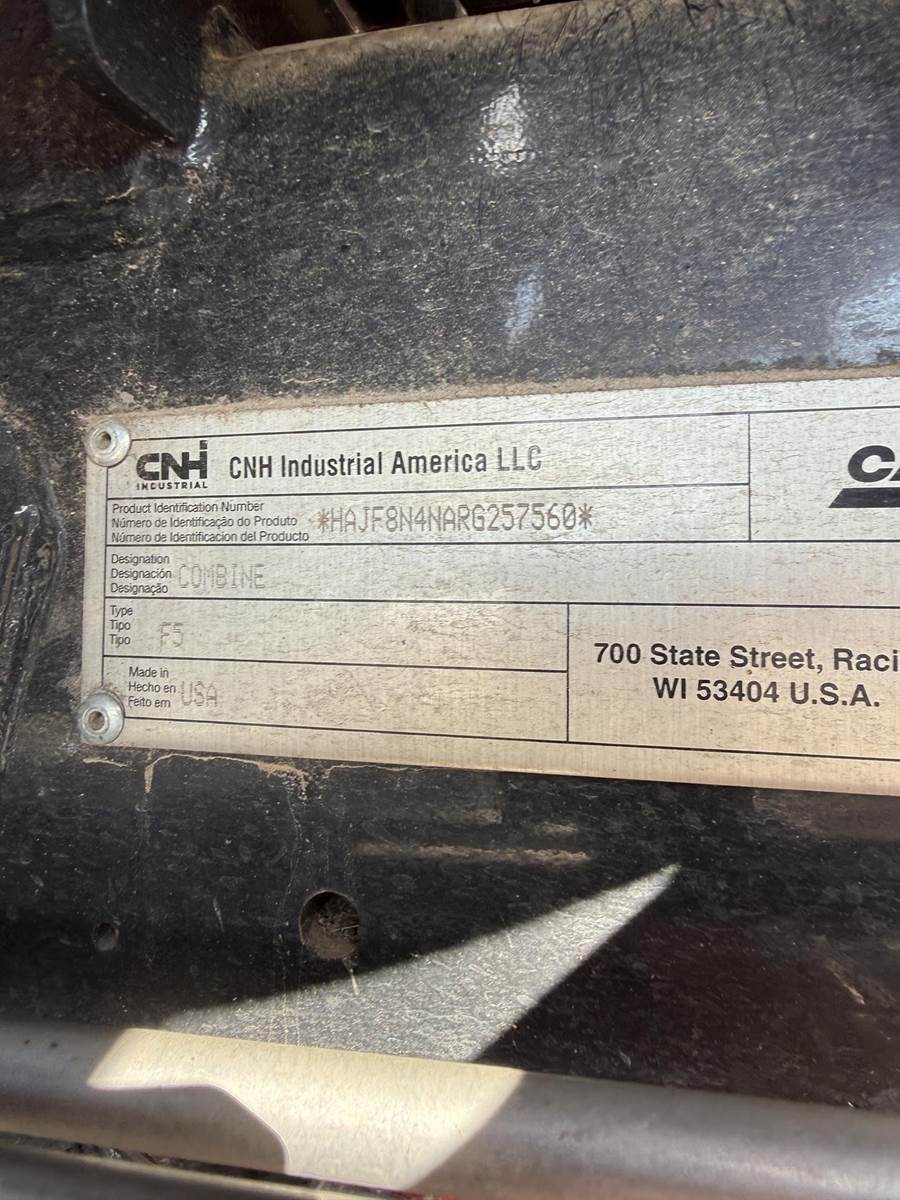 CNH
INDUSTRIAL
CNH Industrial America LLC
CA
Product Identification Number
Número de Identificação do Produto
Número de Identificacion del Producto
*HAJF8N4NARG257560*
Designation
Designación
Designação
COMBINE
Type
Tipo
Tipo
F5
700 State Street, Raci
WI 53404 U.S.A.
Made in
Hecho en
Feito em
USA